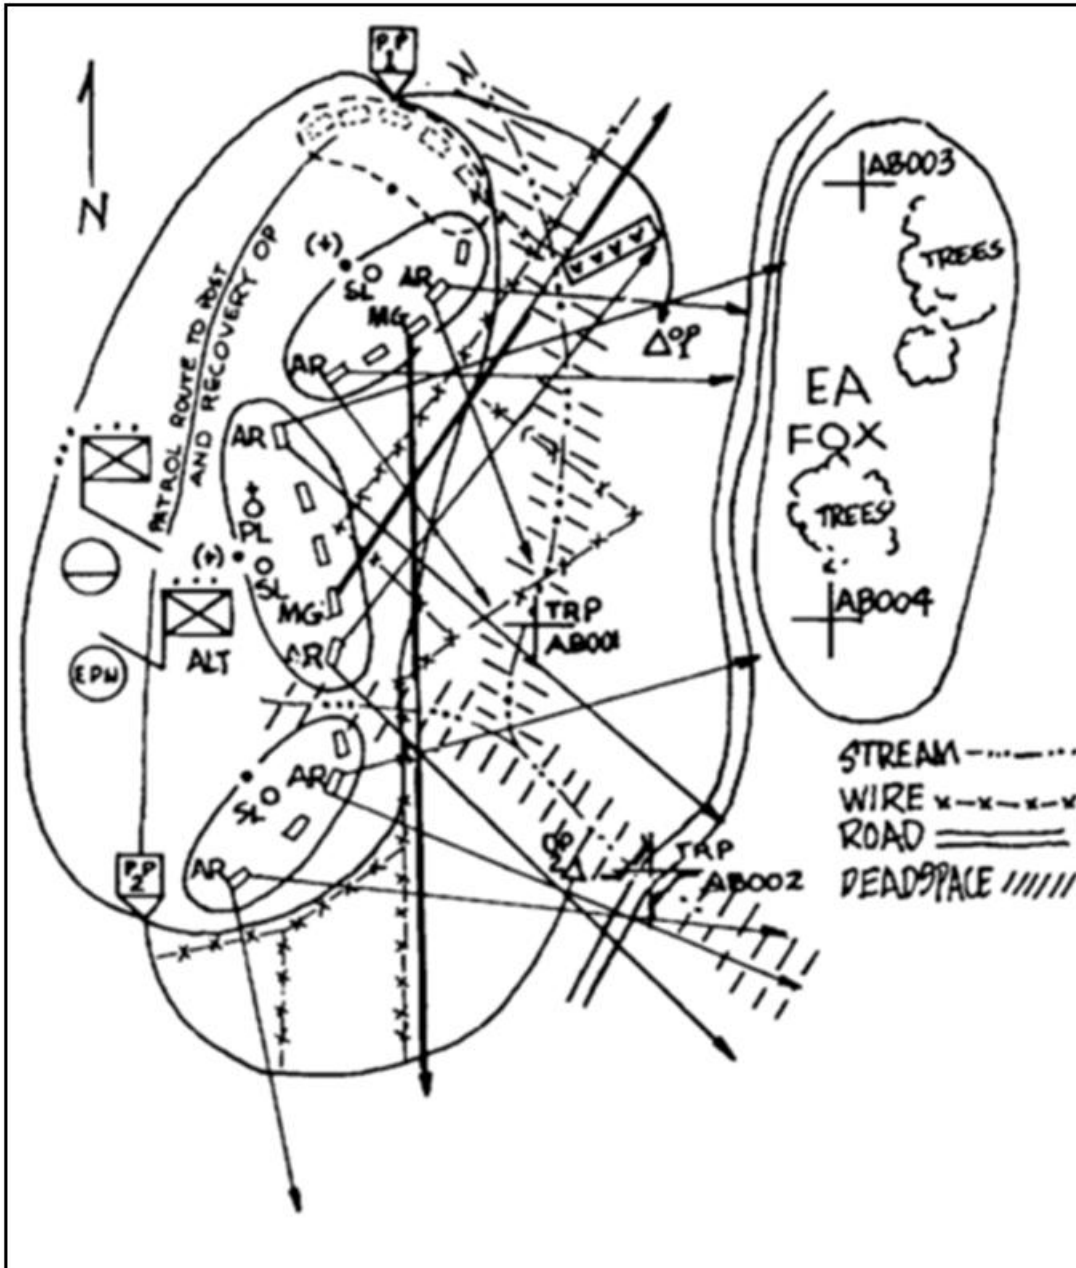 PP
1
N
AB003
TREES
PATROL ROUTE TO POST
AND RECOVERY OP
(+)
SL
AR
MG
AR
OP
1
EA
FOX
TREES
AR
PL
(+)
SL
MG
AR
ALT
EPW
TRP
AB001
AB004
AR
SL
AR
PP
2
OP
2
TRP
AB002
STREAM
WIRE
ROAD
DEADSPACE